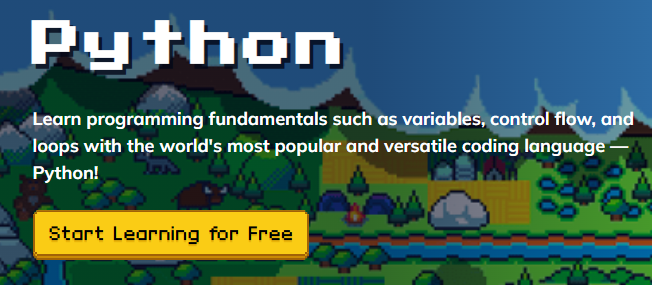 Python
Learn programming fundamentals such as variables, control flow, and
loops with the world's most popular and versatile coding language —
Python!
Start Learning for Free